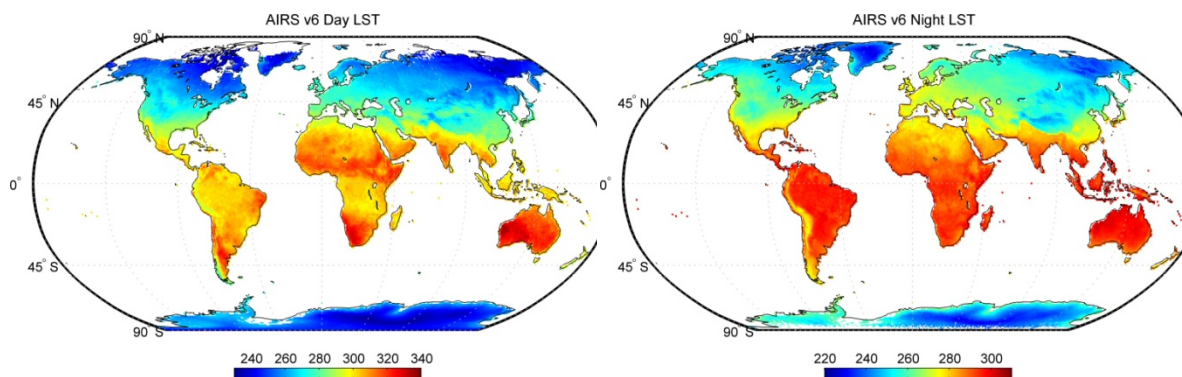 AIRS v6 Day LST
90° N
45° N
0°
45° S
90° S
240 260 280 300 320 340
AIRS v6 Night LST
90° N
45° N
0°
45° S
90° S
220 240 260 280 300